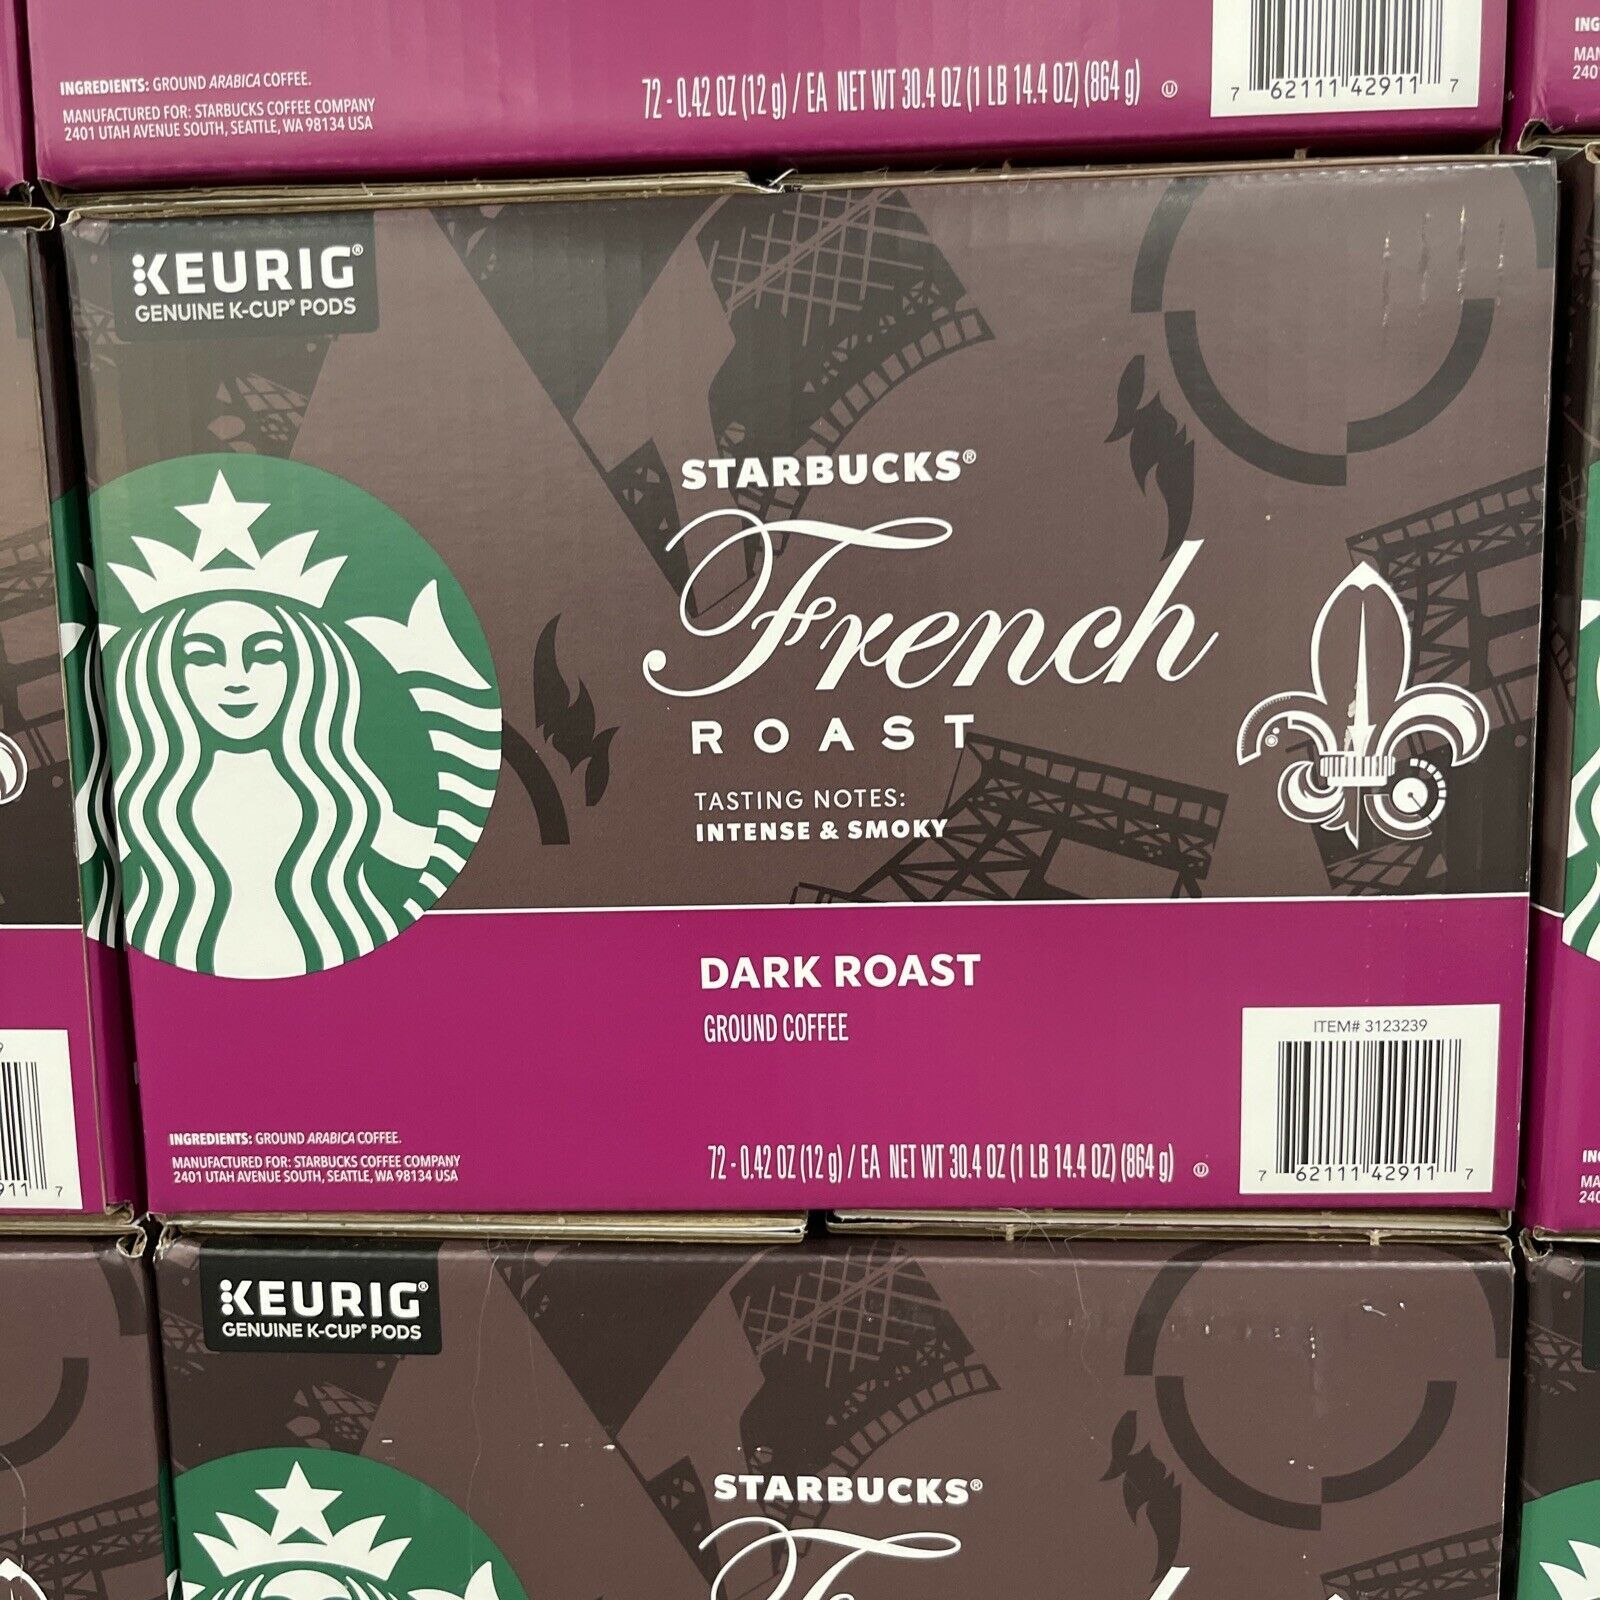 INGREDIENTS: GROUND ARABICA COFFEE.
MANUFACTURED FOR: STARBUCKS COFFEE COMPANY
2401 UTAH AVENUE SOUTH, SEATTLE, WA 98134 USA
72 - 0.42 OZ (12 g) / EA NET WT 30.4 OZ (1 LB 14.4 OZ) (864 g) U
7 62111 42911 7
KEURIG®
GENUINE K-CUP® PODS
STARBUCKS®
French
ROAST
TASTING NOTES:
INTENSE & SMOKY
DARK ROAST
GROUND COFFEE
ITEM# 3123239
INGREDIENTS: GROUND ARABICA COFFEE.
MANUFACTURED FOR: STARBUCKS COFFEE COMPANY
2401 UTAH AVENUE SOUTH, SEATTLE, WA 98134 USA
72 - 0.42 OZ (12 g) / EA NET WT 30.4 OZ (1 LB 14.4 OZ) (864 g) U
7 62111 42911 7
KEURIG®
GENUINE K-CUP® PODS
STARBUCKS®